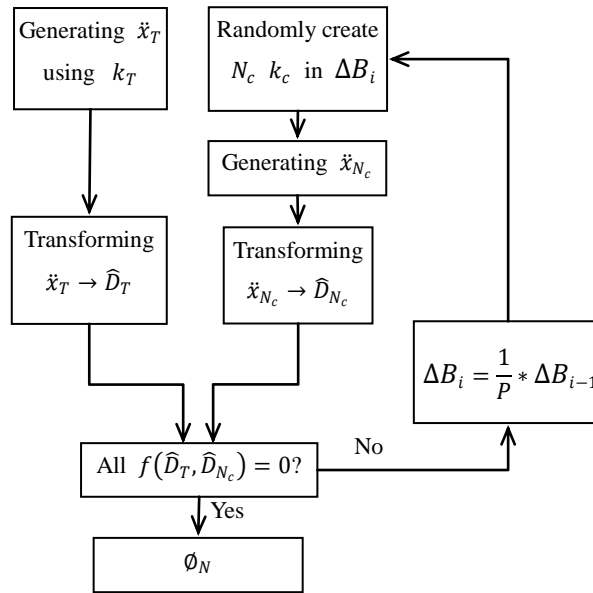 Generating ẍ_T
using k_T
Randomly create
N_c k_c in ΔB_i
Generating ẍ_{N_c}
Transforming
ẍ_T → D̂_T
Transforming
ẍ_{N_c} → D̂_{N_c}
ΔB_i = \frac{1}{P} * ΔB_{i-1}
All f(D̂_T, D̂_{N_c}) = 0?
No
Yes
∅_N